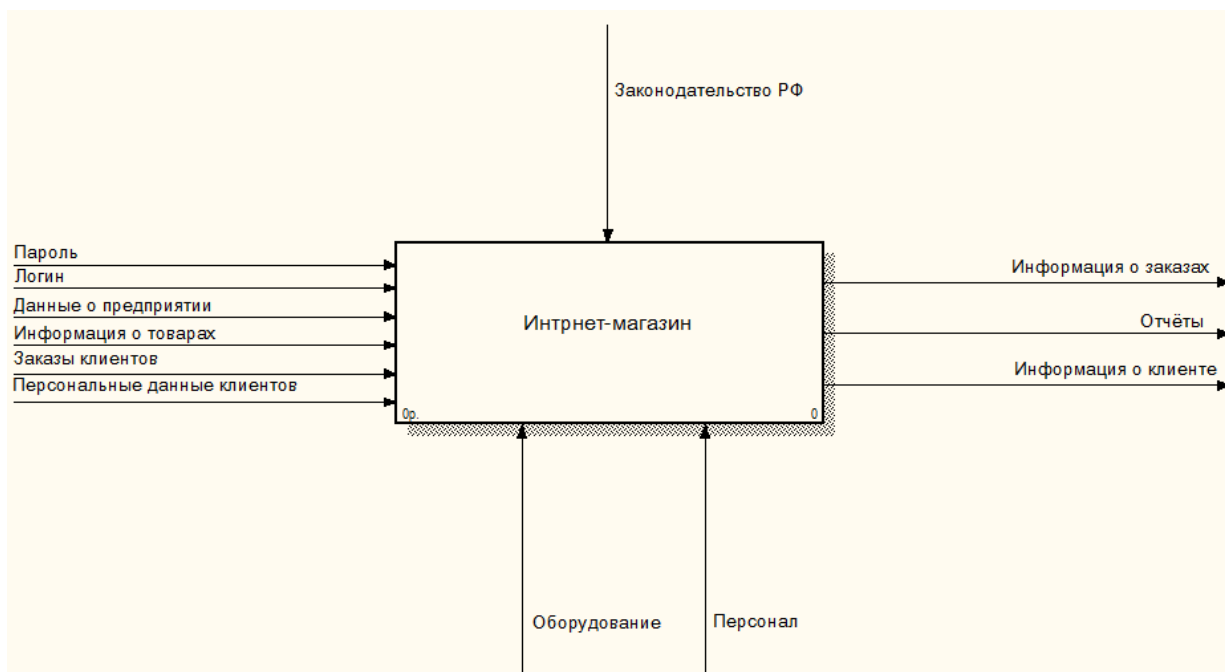 Законодательство РФ
Пароль
Логин
Данные о предприятии
Информация о товарах
Заказы клиентов
Персональные данные клиентов
Интрнет-магазин
0р.
0
Информация о заказах
Отчёты
Информация о клиенте
Оборудование
Персонал